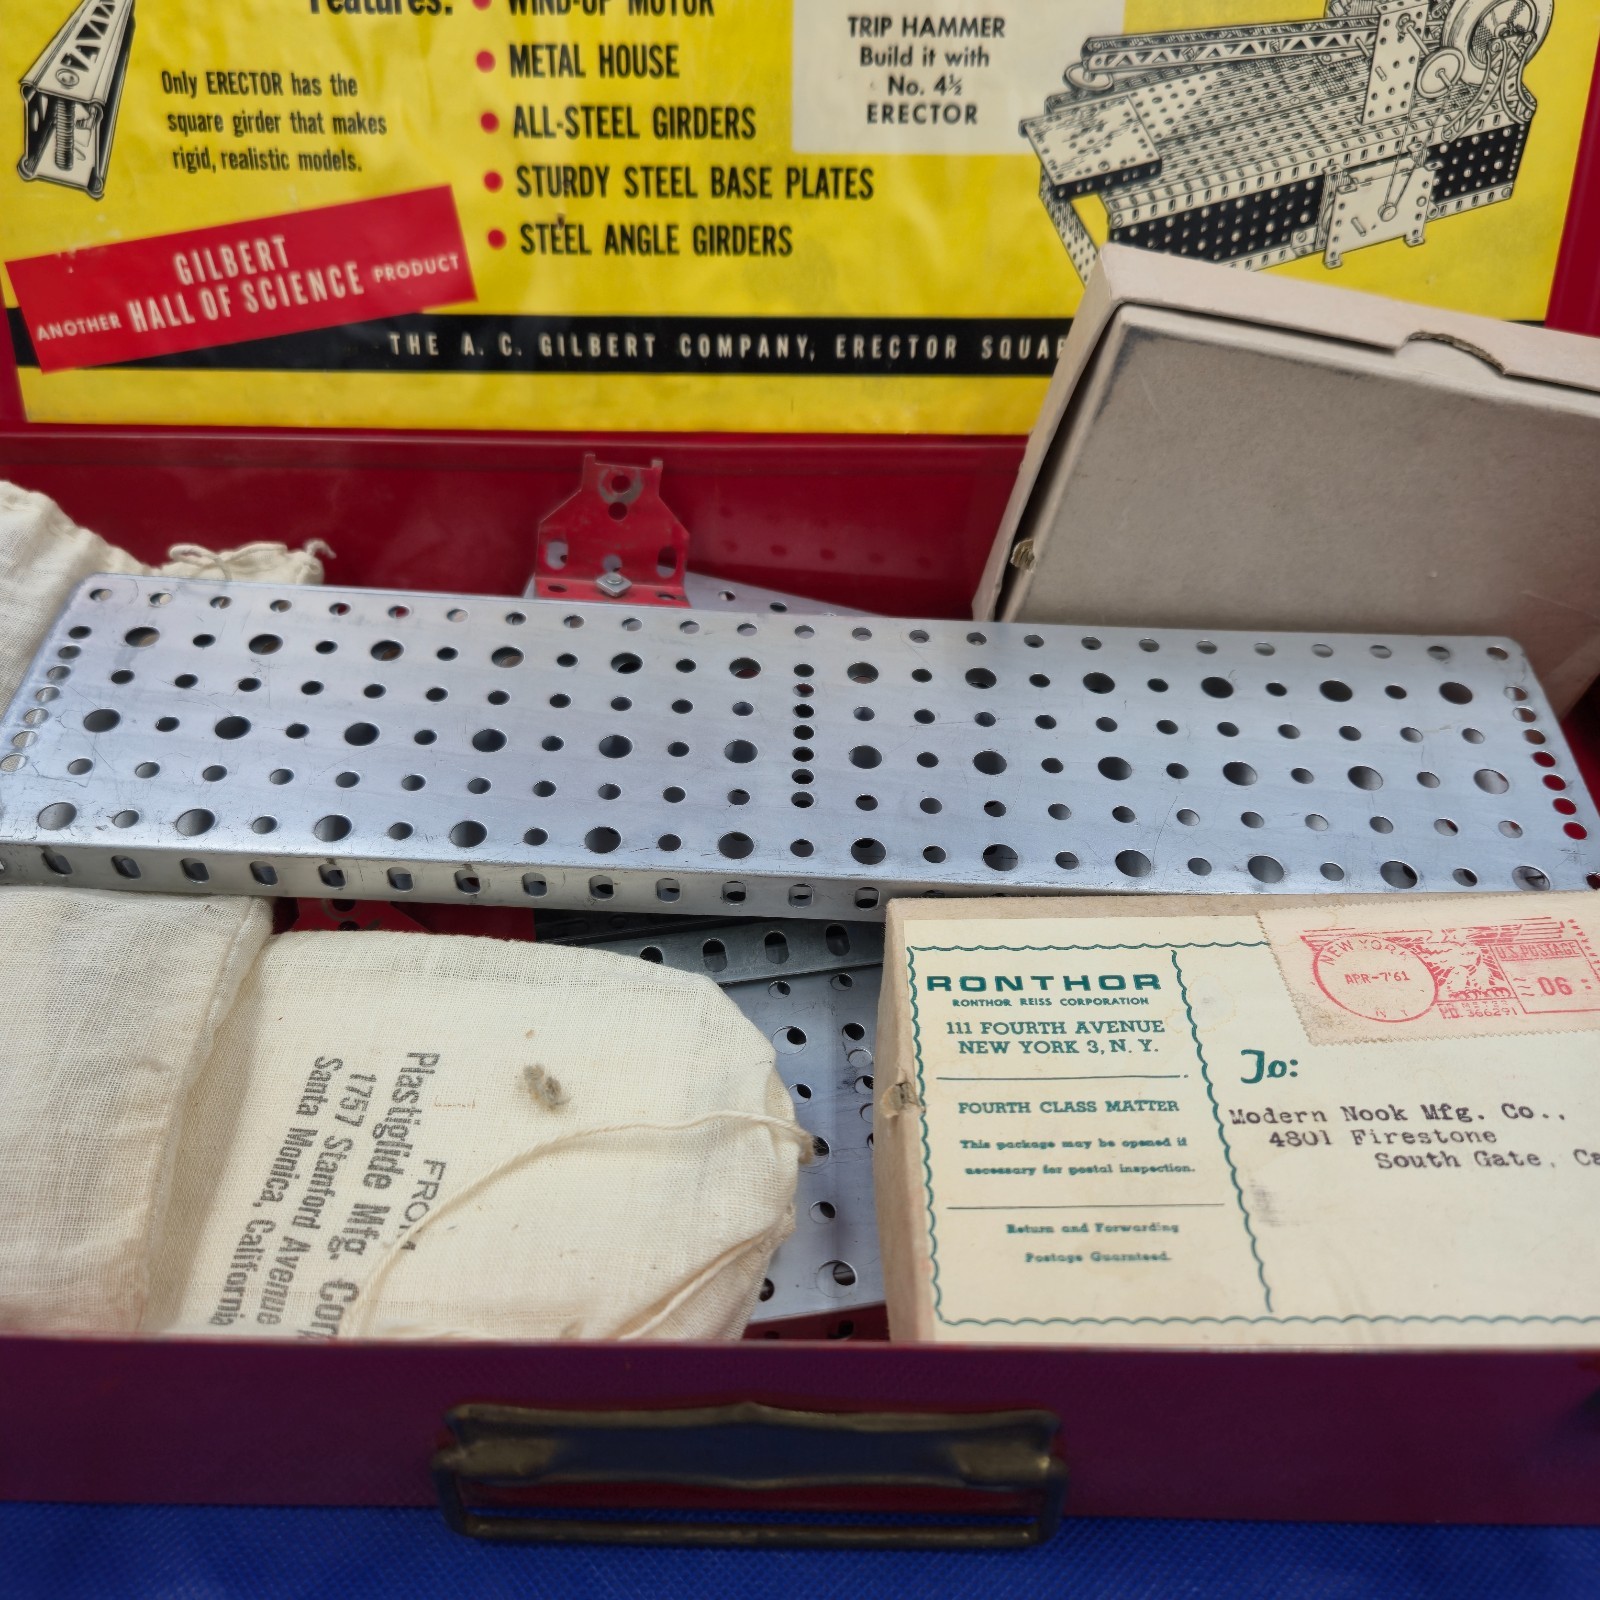 Features:
Only ERECTOR has the
square girder that makes
rigid, realistic models.
WIND-UP MOTOR
METAL HOUSE
ALL-STEEL GIRDERS
STURDY STEEL BASE PLATES
STEEL ANGLE GIRDERS
TRIP HAMMER
Build it with
No. 4½
ERECTOR
GILBERT
ANOTHER HALL OF SCIENCE PRODUCT
THE A. C. GILBERT COMPANY, ERECTOR
FROM
Plastiglide Mfg.
1757 Stanford Avenue
Santa Monica, California
RONTHOR
RONTHOR REISS CORPORATION
111 FOURTH AVENUE
NEW YORK 3, N. Y.
FOURTH CLASS MATTER
This package may be opened if
necessary for postal inspection.
Return and Forwarding
Postage Guaranteed.
NEW YORK
APR-7'61
N Y
U.S. POSTAGE
06
366291
To:
Modern Nook Mfg. Co.,
4801 Firestone
South Gate,